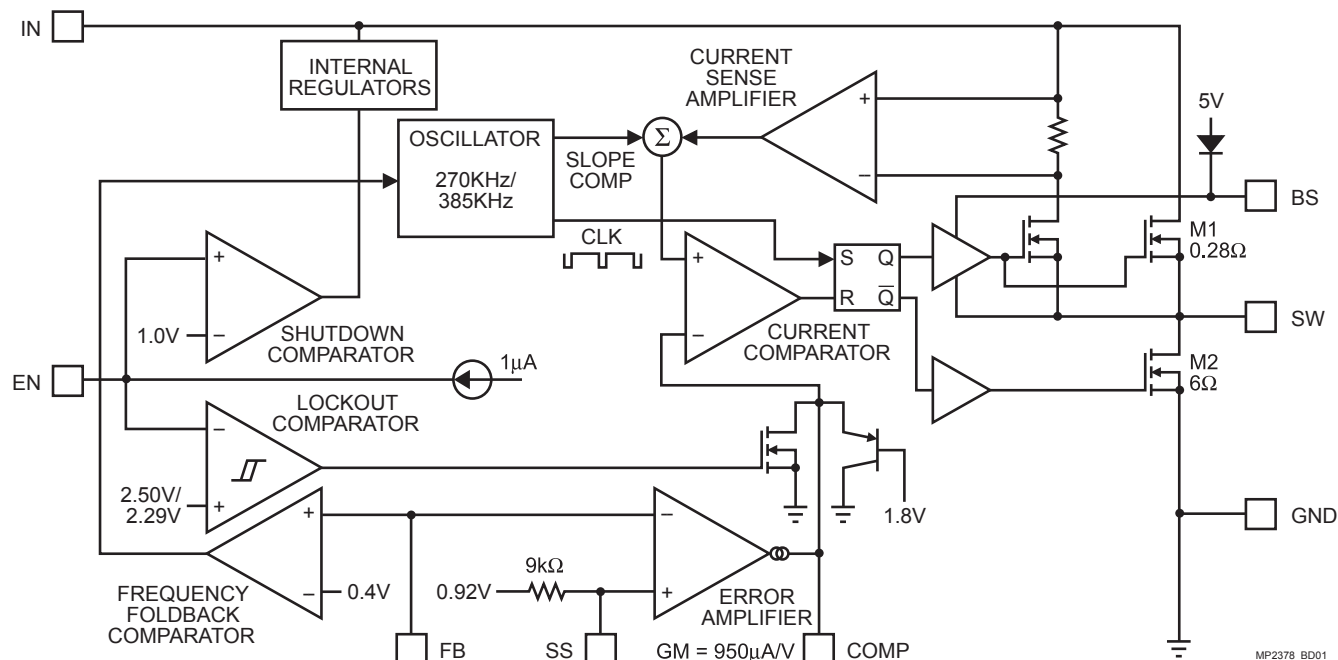 IN
INTERNAL
REGULATORS
CURRENT
SENSE
AMPLIFIER
+
–
5V
OSCILLATOR
270KHz/
385KHz
Σ
SLOPE
COMP
CLK
BS
M1
0.28Ω
+
–
1.0V
SHUTDOWN
COMPARATOR
+
–
CURRENT
COMPARATOR
S Q
R Q̅
SW
M2
6Ω
EN
1μA
LOCKOUT
COMPARATOR
–
+
2.50V/
2.29V
1.8V
GND
+
–
0.4V
FREQUENCY
FOLDBACK
COMPARATOR
9kΩ
0.92V
–
+
ERROR
AMPLIFIER
FB
SS
GM = 950μA/V
COMP
MP2378_BD01